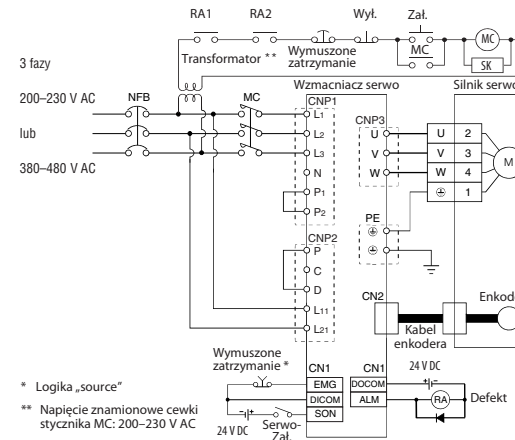 RA1 RA2 Wył. Zał.
MC MC
SK
Transformator ** Wymuszone
zatrzymanie
3 fazy
200–230 V AC
lub
380–480 V AC
NFB MC
Wzmacniacz serwo Silnik serwo
CNP1
L1
L2
L3
N
P1
P2
CNP3
U U 2
V V 3
W W 4
1
M
PE
CNP2
P
C
D
L11
L21
CN2
Kabel
enkodera
Enkoder
Wymuszone
zatrzymanie *
CN1 CN1
EMG DOCOM
DICOM ALM
SON
24 V DC
RA Defekt
24 V DC Serwo-
Zał.
* Logika „source”
** Napięcie znamionowe cewki
stycznika MC: 200–230 V AC